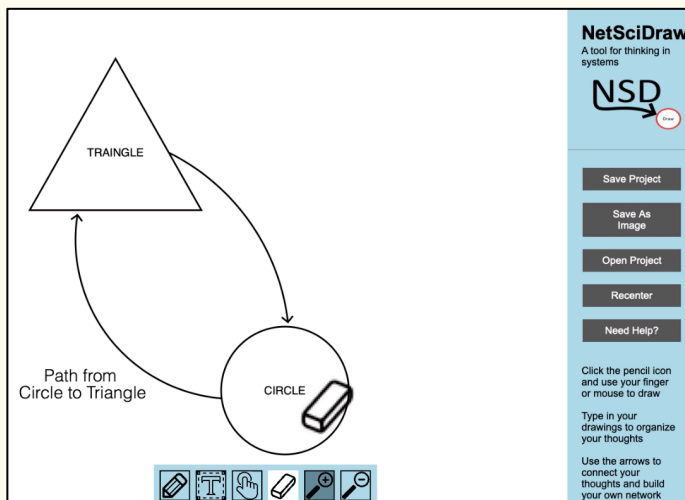 TRAINGLE
Path from
Circle to Triangle
CIRCLE
T
NetSciDraw
A tool for thinking in
systems
NSD
Draw
Save Project
Save As
Image
Open Project
Recenter
Need Help?
Click the pencil icon
and use your finger
or mouse to draw
Type in your
drawings to organize
your thoughts
Use the arrows to
connect your
thoughts and build
your own network